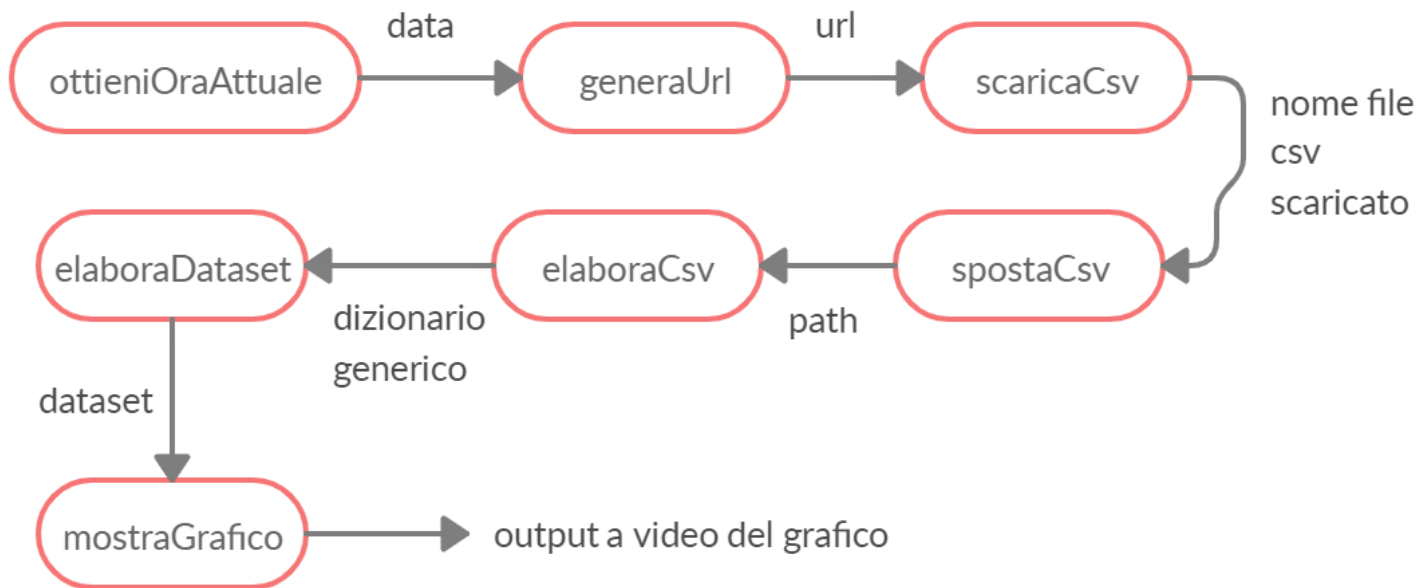 data
url
ottieniOraAttuale
generaUrl
scaricaCsv
nome file
csv
scaricato
elaboraDataset
elaboraCsv
spostaCsv
dizionario
generico
path
dataset
mostraGrafico
output a video del grafico